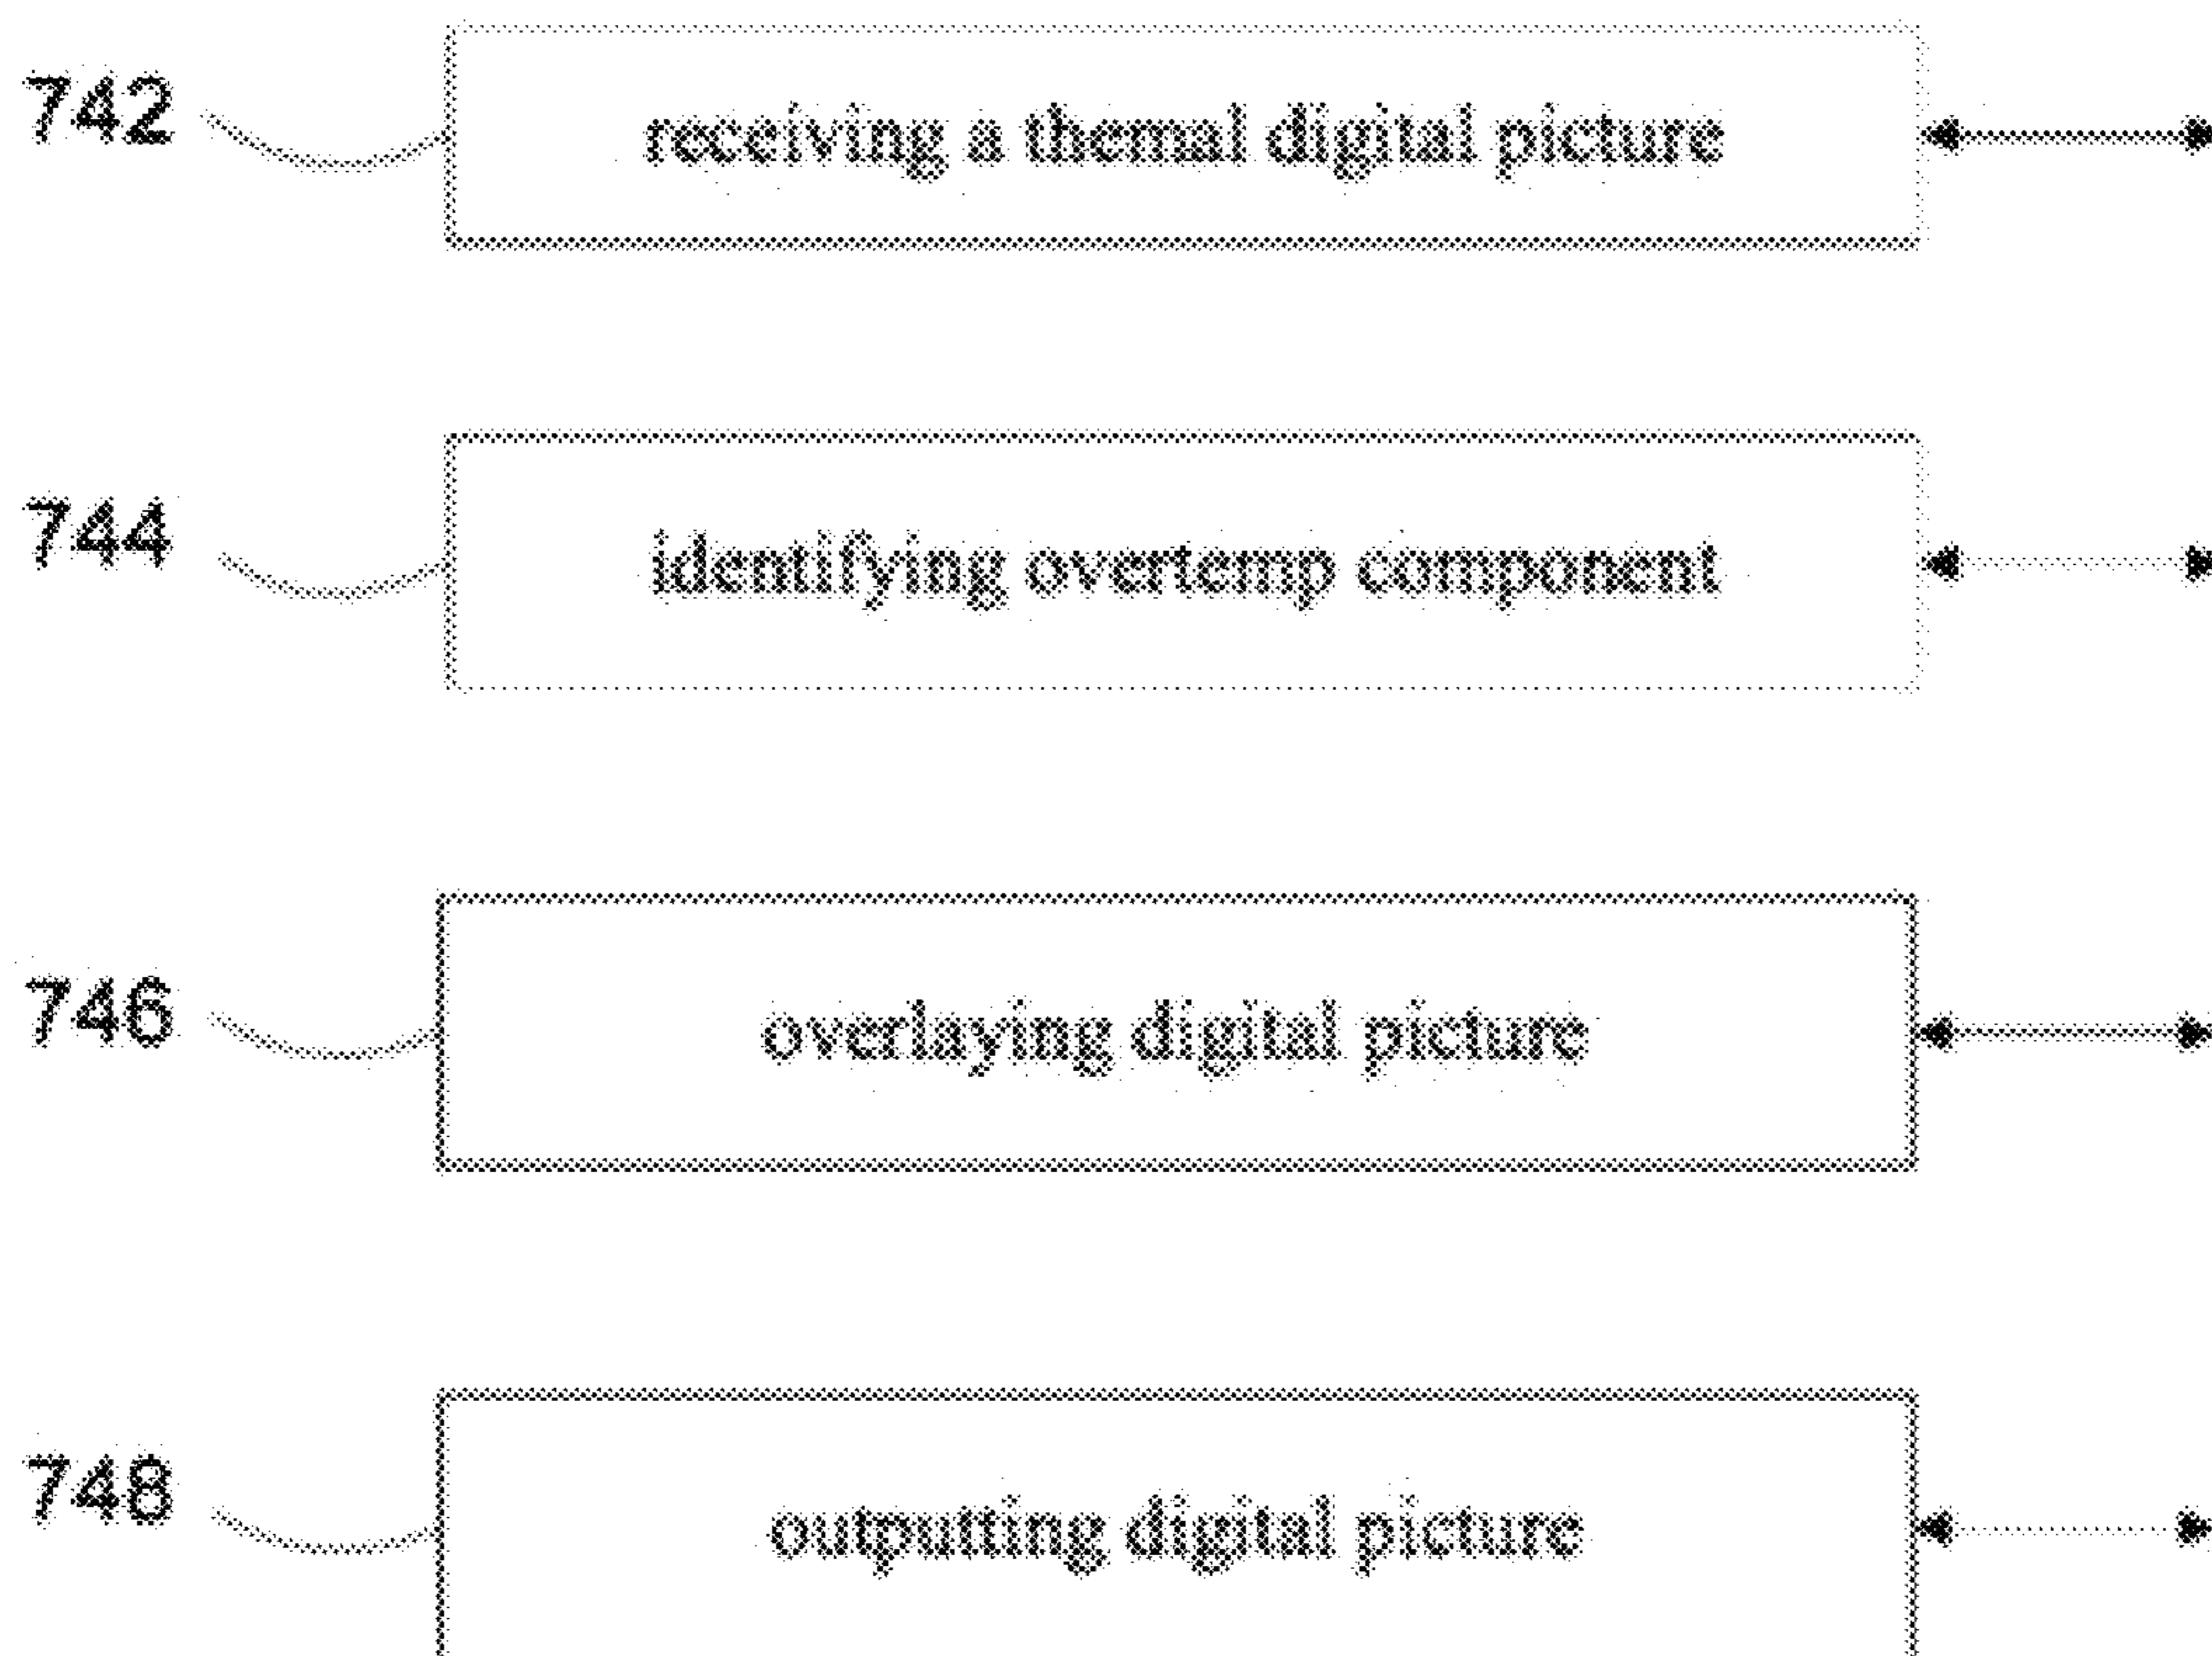 742 receiving a themal digital picture
744 identifying overtemp component
746 overlaying digital picture
748 outputting digital picture